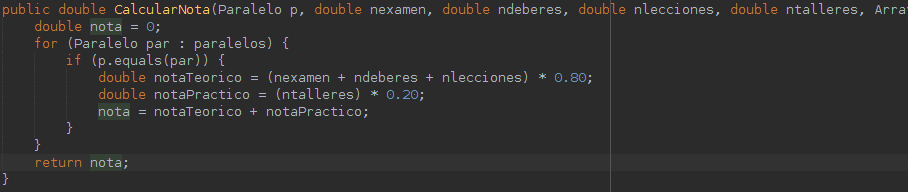 public double CalcularNota(Paralelo p, double nexamen, double ndeberes, double nlecciones, double ntalleres, Arra
double nota = 0;
for (Paralelo par : paralelos) {
if (p.equals(par)) {
double notaTeorico = (nexamen + ndeberes + nlecciones) * 0.80;
double notaPractico = (ntalleres) * 0.20;
nota = notaTeorico + notaPractico;
}
}
return nota;
}